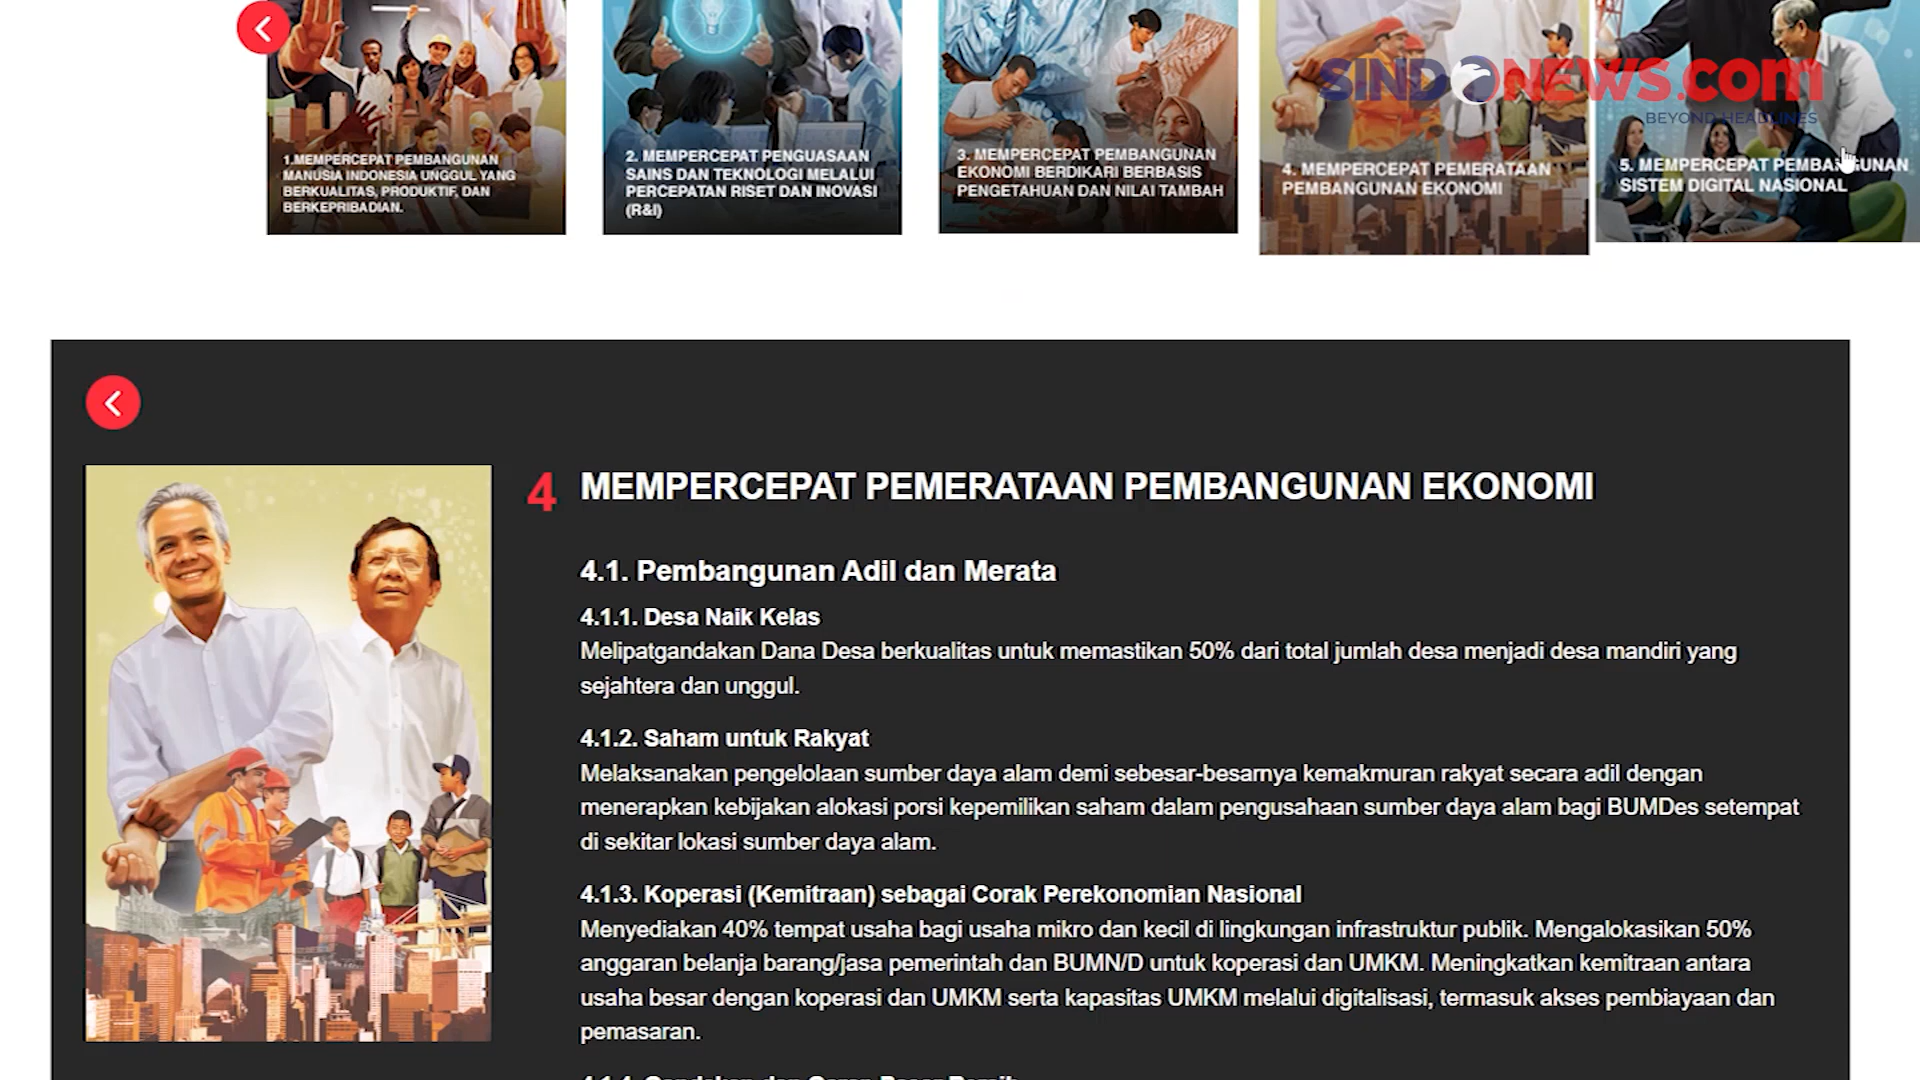 SINDONEWS.com
BEYOND HEADLINES
1.MEMPERCEPAT PEMBANGUNAN
MANUSIA INDONESIA UNGGUL YANG
BERKUALITAS, PRODUKTIF, DAN
BERKEPRIBADIAN.
2. MEMPERCEPAT PENGUASAAN
SAINS DAN TEKNOLOGI MELALUI
PERCEPATAN RISET DAN INOVASI
(R&I)
3. MEMPERCEPAT PEMBANGUNAN
EKONOMI BERDIKARI BERBASIS
PENGETAHUAN DAN NILAI TAMBAH
4. MEMPERCEPAT PEMERATAAN
PEMBANGUNAN EKONOMI
5. MEMPERCEPAT PEMBANGUNAN
SISTEM DIGITAL NASIONAL
4 MEMPERCEPAT PEMERATAAN PEMBANGUNAN EKONOMI
4.1. Pembangunan Adil dan Merata
4.1.1. Desa Naik Kelas
Melipatgandakan Dana Desa berkualitas untuk memastikan 50% dari total jumlah desa menjadi desa mandiri yang
sejahtera dan unggul.
4.1.2. Saham untuk Rakyat
Melaksanakan pengelolaan sumber daya alam demi sebesar-besarnya kemakmuran rakyat secara adil dengan
menerapkan kebijakan alokasi porsi kepemilikan saham dalam pengusahaan sumber daya alam bagi BUMDes setempat
di sekitar lokasi sumber daya alam.
4.1.3. Koperasi (Kemitraan) sebagai Corak Perekonomian Nasional
Menyediakan 40% tempat usaha bagi usaha mikro dan kecil di lingkungan infrastruktur publik. Mengalokasikan 50%
anggaran belanja barang/jasa pemerintah dan BUMN/D untuk koperasi dan UMKM. Meningkatkan kemitraan antara
usaha besar dengan koperasi dan UMKM serta kapasitas UMKM melalui digitalisasi, termasuk akses pembiayaan dan
pemasaran.